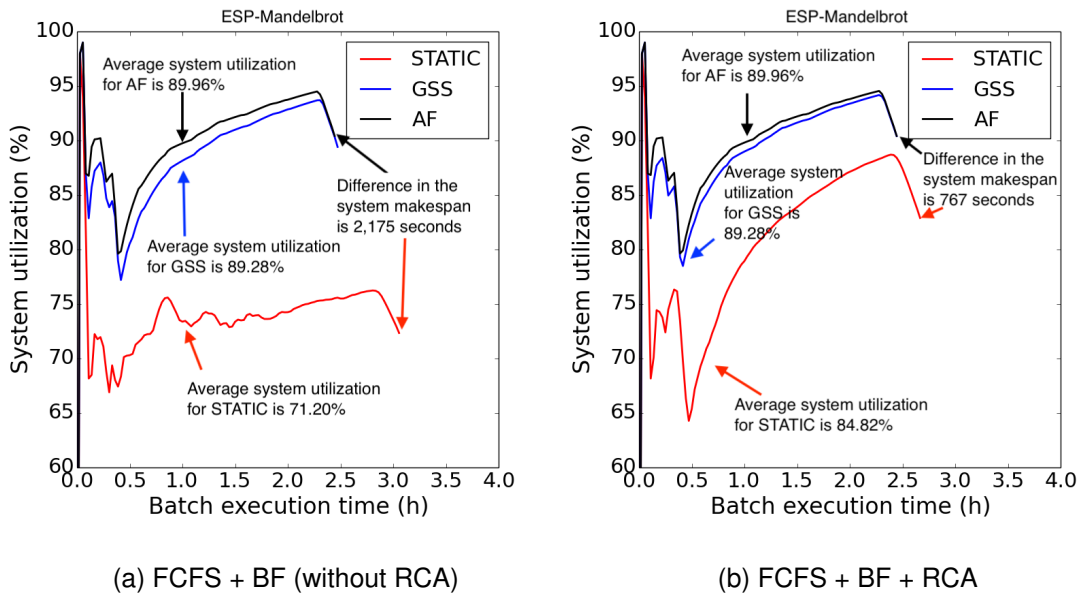 ESP-Mandelbrot
100
95
90
85
80
75
70
65
60
System utilization (%)
0.0
0.5
1.0
1.5
2.0
2.5
3.0
3.5
4.0
Batch execution time (h)
STATIC
GSS
AF
Average system utilization
for AF is 89.96%
Difference in the
system makespan
is 2,175 seconds
Average system utilization
for GSS is 89.28%
Average system utilization
for STATIC is 71.20%
(a) FCFS + BF (without RCA)
ESP-Mandelbrot
100
95
90
85
80
75
70
65
60
System utilization (%)
0.0
0.5
1.0
1.5
2.0
2.5
3.0
3.5
4.0
Batch execution time (h)
STATIC
GSS
AF
Average system utilization
for AF is 89.96%
Difference in the
system makespan
is 767 seconds
Average system
utilization
for GSS is
89.28%
Average system utilization
for STATIC is 84.82%
(b) FCFS + BF + RCA